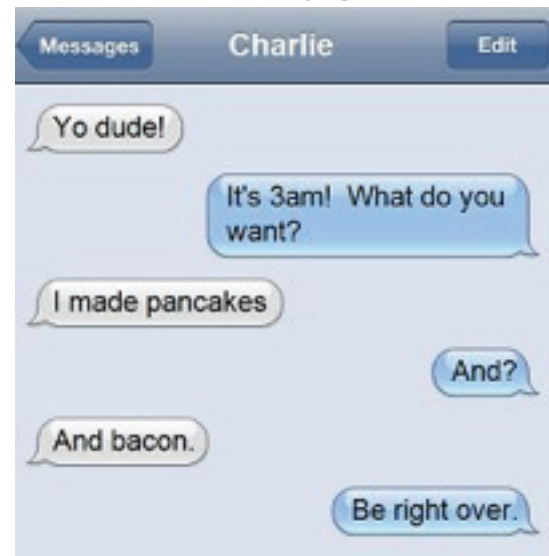 Messages Charlie Edit
Yo dude!
It's 3am! What do you
want?
I made pancakes
And?
And bacon.
Be right over.